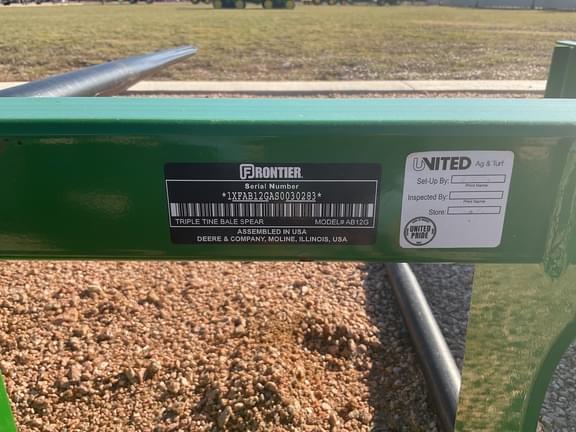 FRONTIER
Serial Number
*1XFAB12GAS0030283*
TRIPLE TINE BALE SPEAR MODEL# AB12G
ASSEMBLED IN USA
DEERE & COMPANY, MOLINE, ILLINOIS, USA
UNITED Ag & Turf
Set-Up By:
Print Name
Inspected By:
Print Name
Store:
UNITED
PRIDE